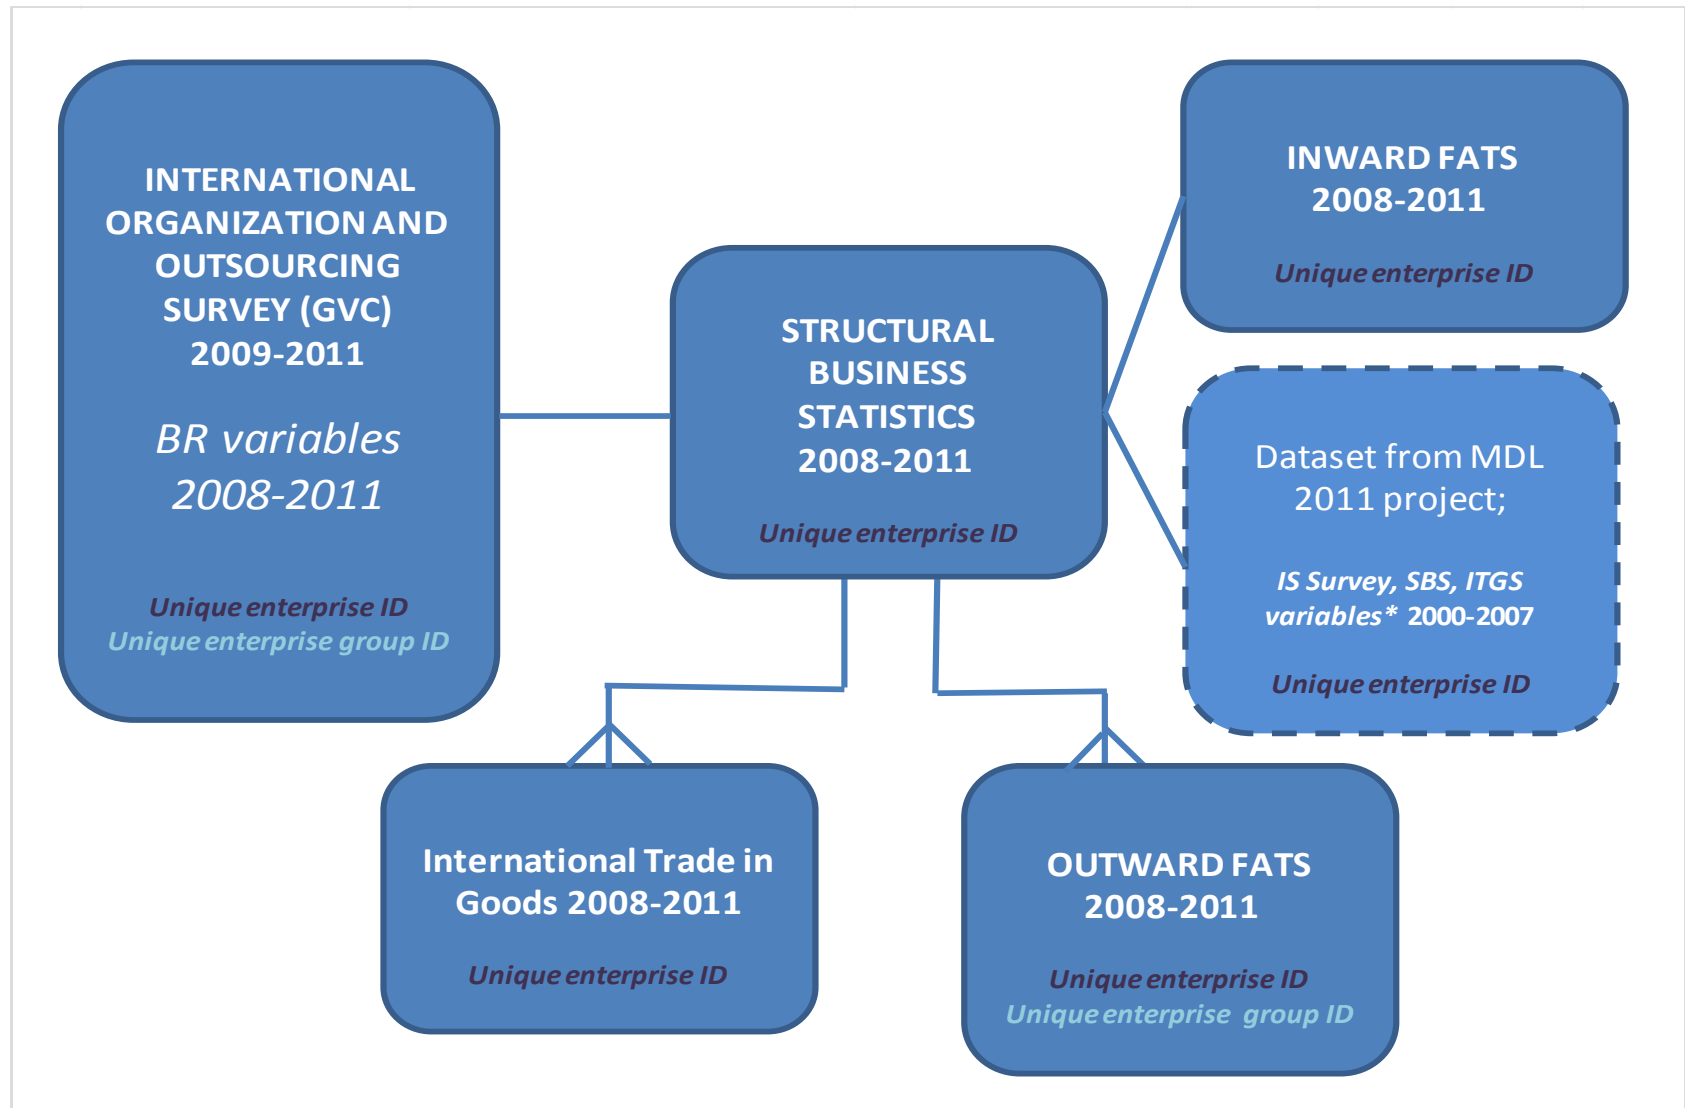 INTERNATIONAL
ORGANIZATION AND
OUTSOURCING
SURVEY (GVC)
2009-2011
BR variables
2008-2011
Unique enterprise ID
Unique enterprise group ID
STRUCTURAL
BUSINESS
STATISTICS
2008-2011
Unique enterprise ID
INWARD FATS
2008-2011
Unique enterprise ID
Dataset from MDL
2011 project;
IS Survey, SBS, ITGS
variables* 2000-2007
Unique enterprise ID
International Trade in
Goods 2008-2011
Unique enterprise ID
OUTWARD FATS
2008-2011
Unique enterprise ID
Unique enterprise group ID